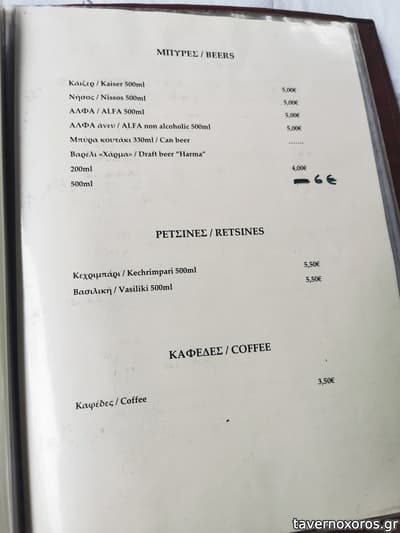 ΜΠΥΡΕΣ / BEERS
Κάιζερ / Kaiser 500ml 5,00€
Νήσος / Nissos 500ml 5,00€
ΑΛΦΑ / ALFA 500ml 5,00€
ΑΛΦΑ άνευ / ALFA non alcoholic 500ml 5,00€
Μπύρα κουτάκι 330ml / Can beer .......
Βαρέλι «Χάρμα» / Draft beer "Harma"
200ml 4,00€
500ml 6€
ΡΕΤΣΙΝΕΣ / RETSINES
Κεχριμπάρι / Kechrimpari 500ml 5,50€
Βασιλική / Vasiliki 500ml 5,50€
ΚΑΦΕΔΕΣ / COFFEE
Καφέδες / Coffee 3,50€
tavernoxoros.gr